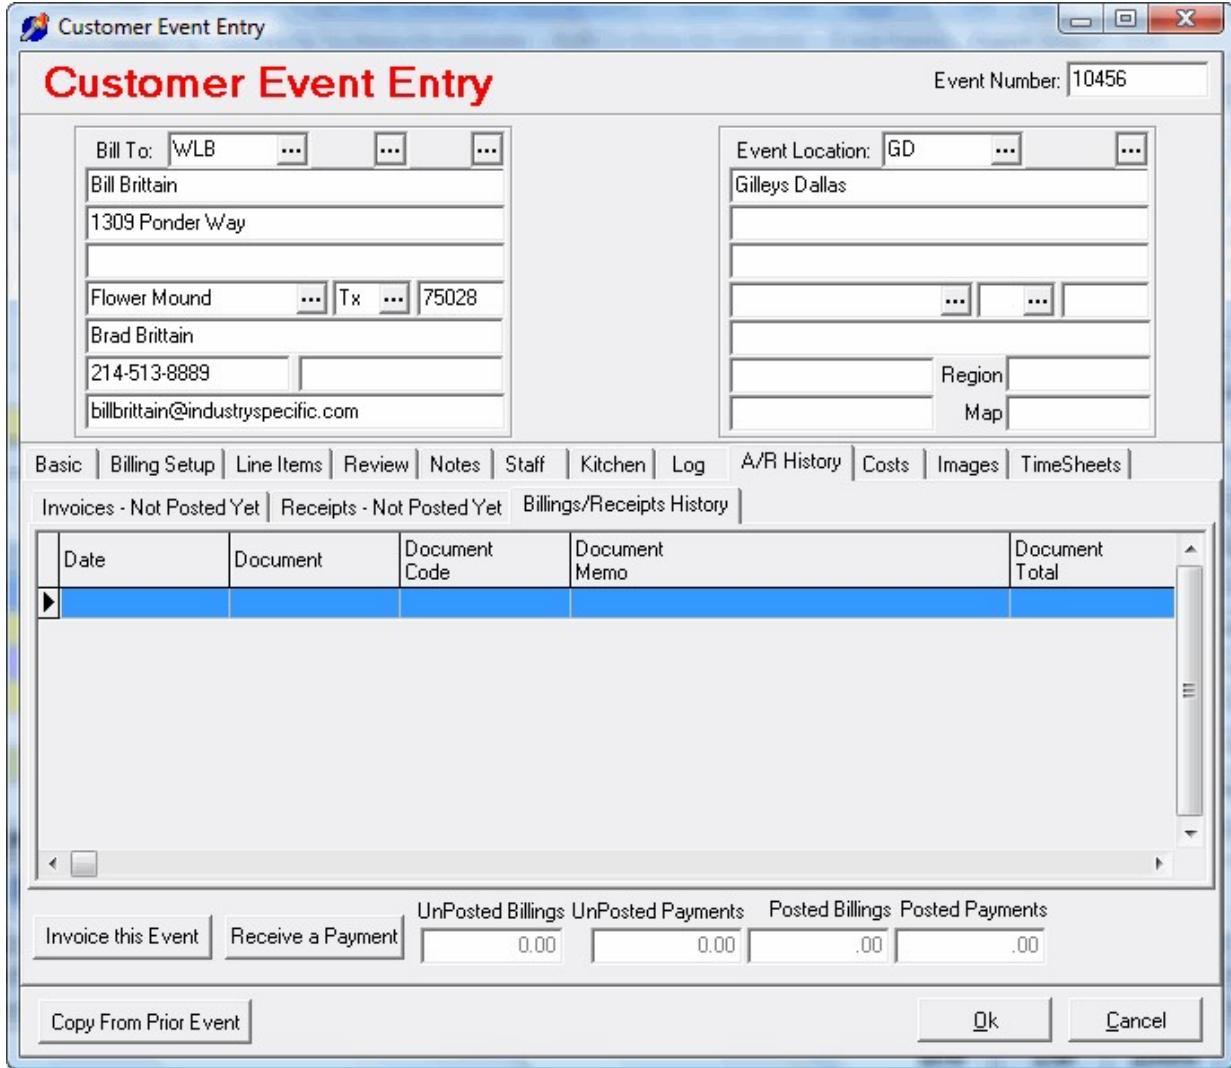 Customer Event Entry
Customer Event Entry
Event Number: 10456
Bill To: WLB ... ... ...
Bill Brittain
1309 Ponder Way
Flower Mound ... Tx ... 75028
Brad Brittain
214-513-8889
billbrittain@industryspecific.com
Event Location: GD ... ...
Gilleys Dallas
... ...
Region
Map
Basic Billing Setup Line Items Review Notes Staff Kitchen Log A/R History Costs Images TimeSheets
Invoices - Not Posted Yet Receipts - Not Posted Yet Billings/Receipts History
Date Document Document Code Document Memo Document Total
Invoice this Event Receive a Payment
UnPosted Billings UnPosted Payments Posted Billings Posted Payments
0.00 0.00 .00 .00
Copy From Prior Event Ok Cancel